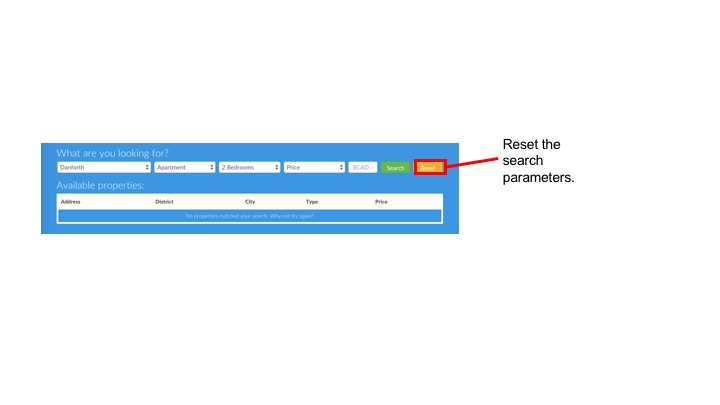 What are you looking for?
Danforth Apartment 2 Bedrooms Price $CAD Search Reset
Available properties:
Address District City Type Price
No properties matched your search. Why not try again?
Reset the
search
parameters.